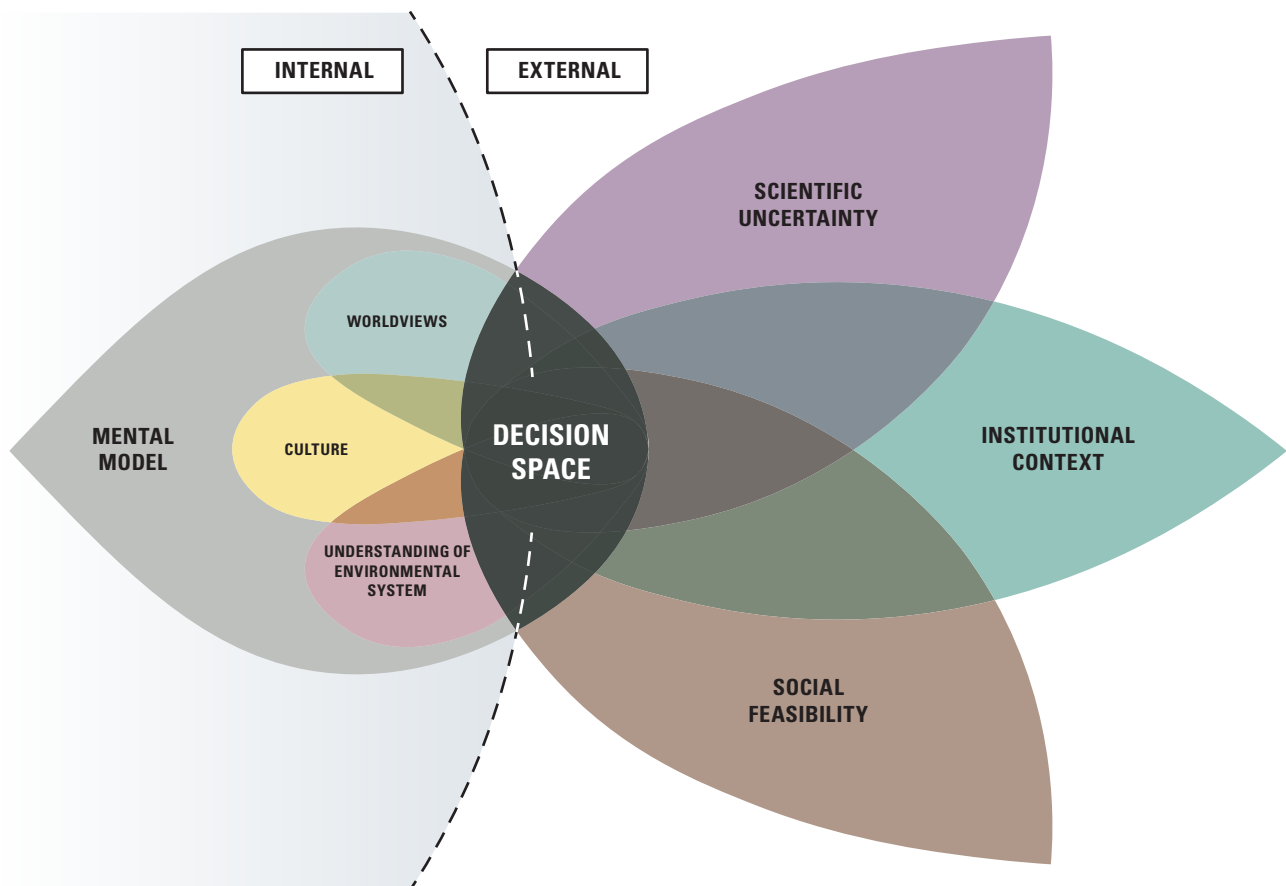 INTERNAL
EXTERNAL
SCIENTIFIC
UNCERTAINTY
WORLDVIEWS
MENTAL
MODEL
CULTURE
DECISION
SPACE
INSTITUTIONAL
CONTEXT
UNDERSTANDING OF
ENVIRONMENTAL
SYSTEM
SOCIAL
FEASIBILITY